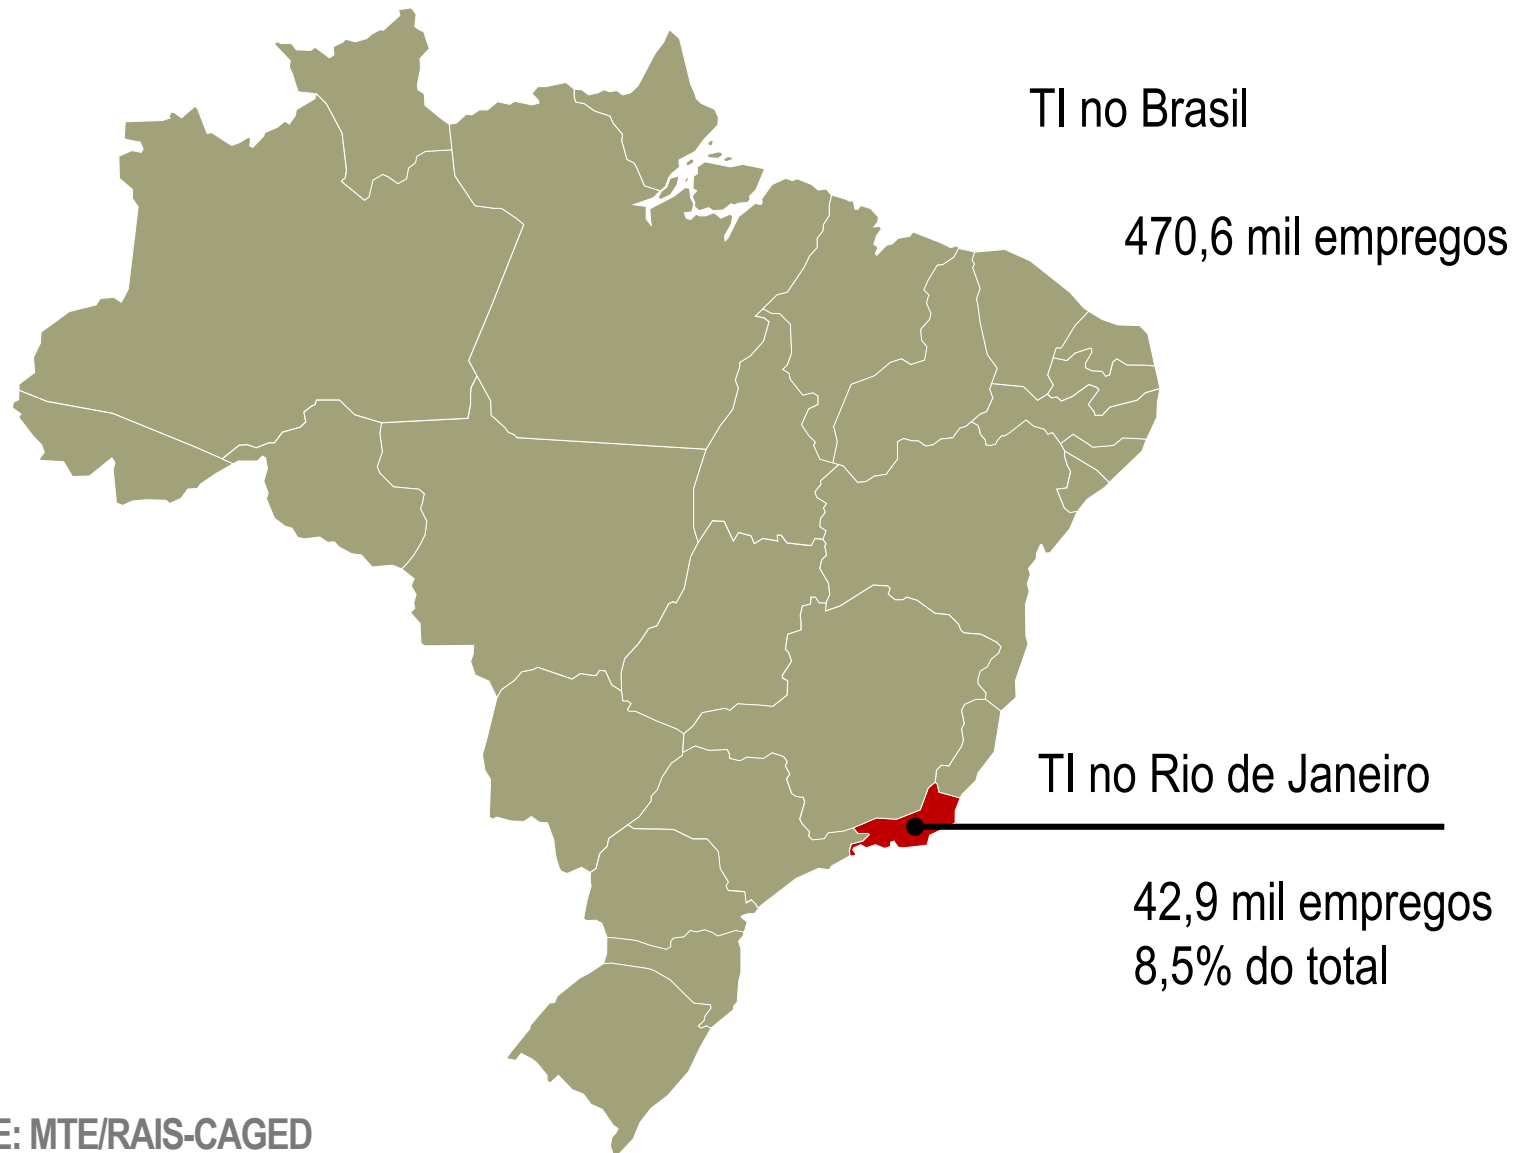 TI no Brasil
470,6 mil empregos
TI no Rio de Janeiro
42,9 mil empregos
8,5% do total
E: MTE/RAIS-CAGED